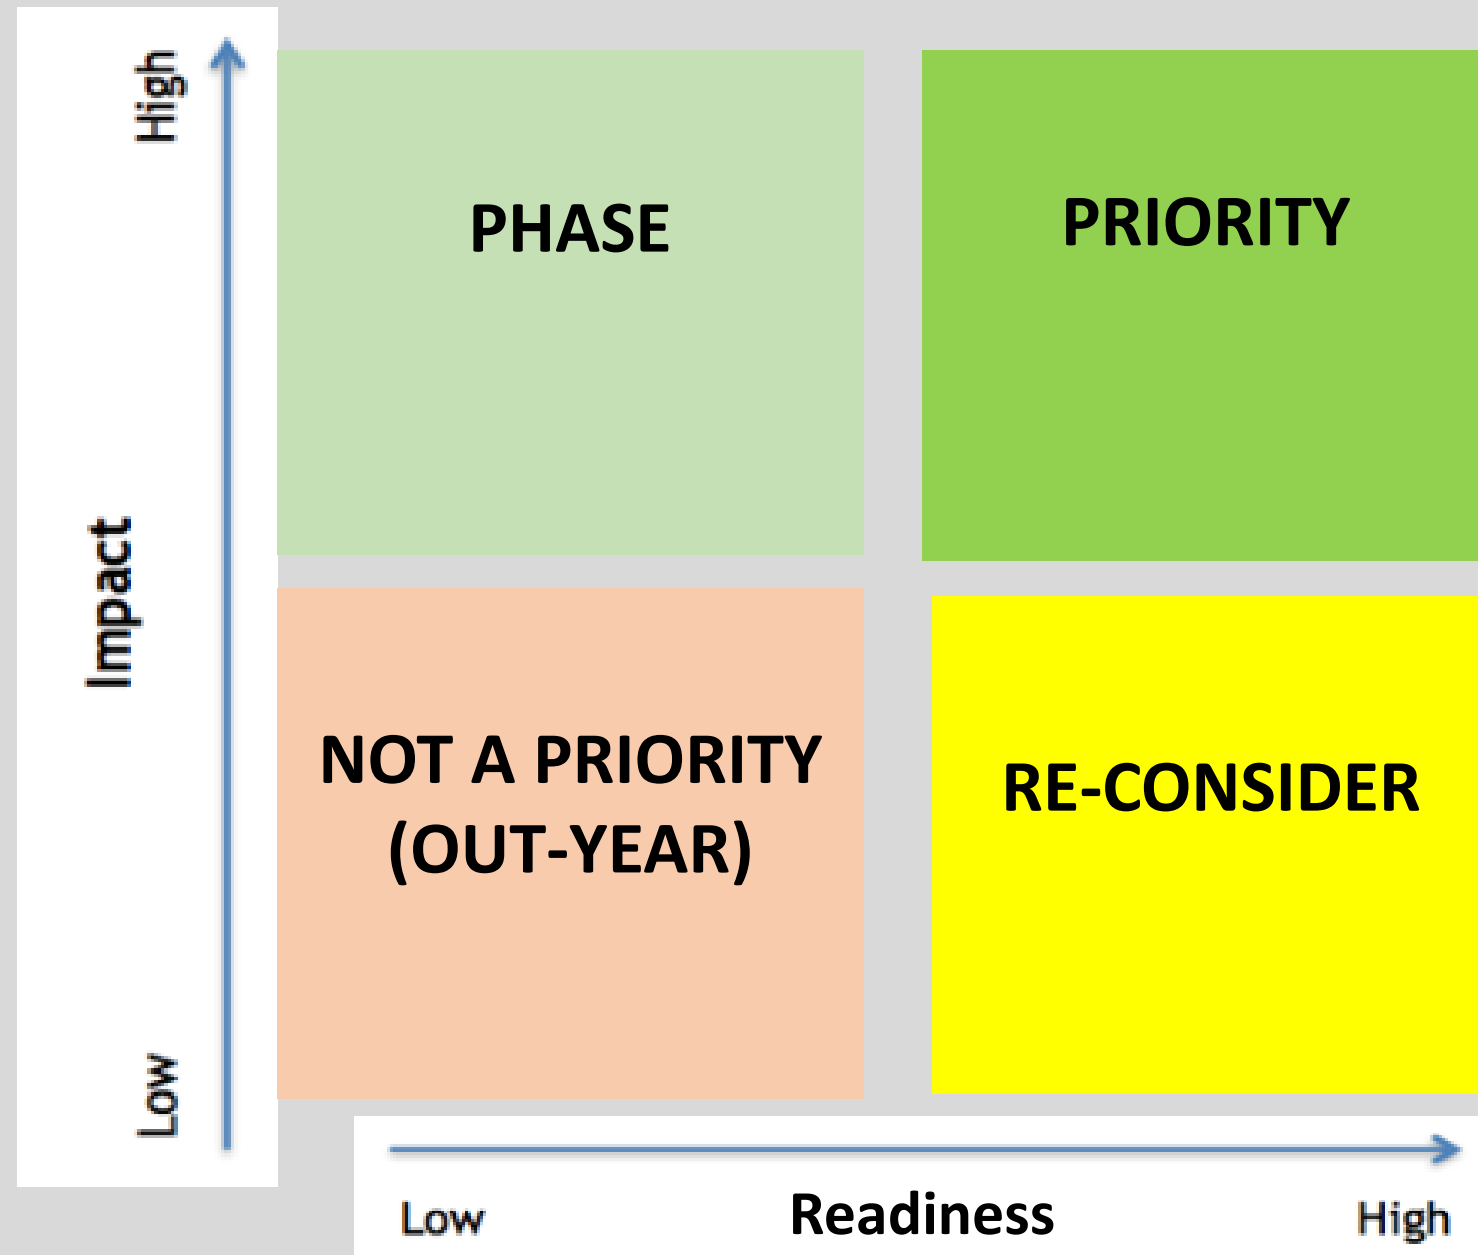 High
PHASE
PRIORITY
Impact
NOT A PRIORITY
(OUT-YEAR)
RE-CONSIDER
Low
Low
Readiness
High